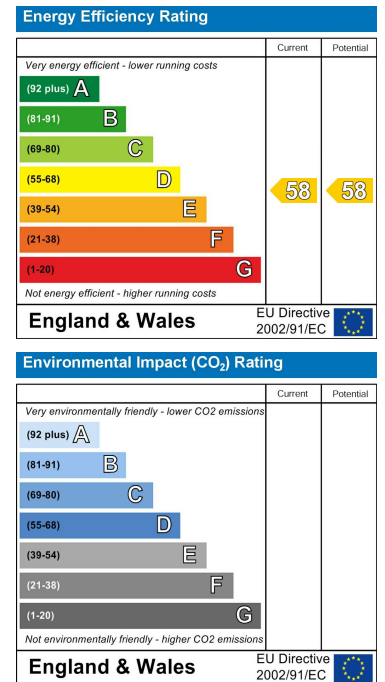 Energy Efficiency Rating
Current Potential
Very energy efficient - lower running costs
(92 plus) A
(81-91) B
(69-80) C
(55-68) D
58 58
(39-54) E
(21-38) F
(1-20) G
Not energy efficient - higher running costs
England & Wales EU Directive 2002/91/EC
Environmental Impact (CO₂) Rating
Current Potential
Very environmentally friendly - lower CO2 emissions
(92 plus) A
(81-91) B
(69-80) C
(55-68) D
(39-54) E
(21-38) F
(1-20) G
Not environmentally friendly - higher CO2 emissions
England & Wales EU Directive 2002/91/EC